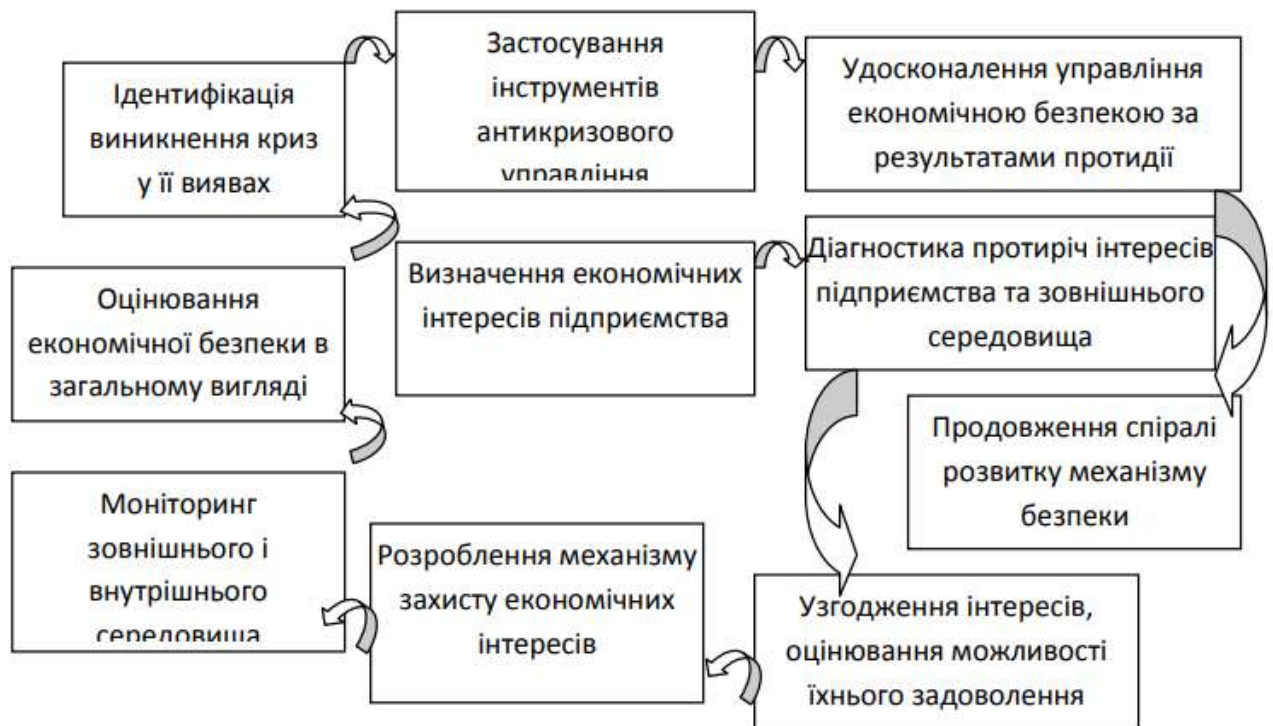 Ідентифікація
виникнення криз
у її виявах
Застосування
інструментів
антикризового
управління
Удосконалення управління
економічною безпекою за
результатами протидії
Оцінювання
економічної безпеки в
загальному вигляді
Визначення економічних
інтересів підприємства
Діагностика протиріч інтересів
підприємства та зовнішнього
середовища
Продовження спіралі
розвитку механізму
безпеки
Моніторинг
зовнішнього і
внутрішнього
середовища
Розроблення механізму
захисту економічних
інтересів
Узгодження інтересів,
оцінювання можливості
їхнього задоволення